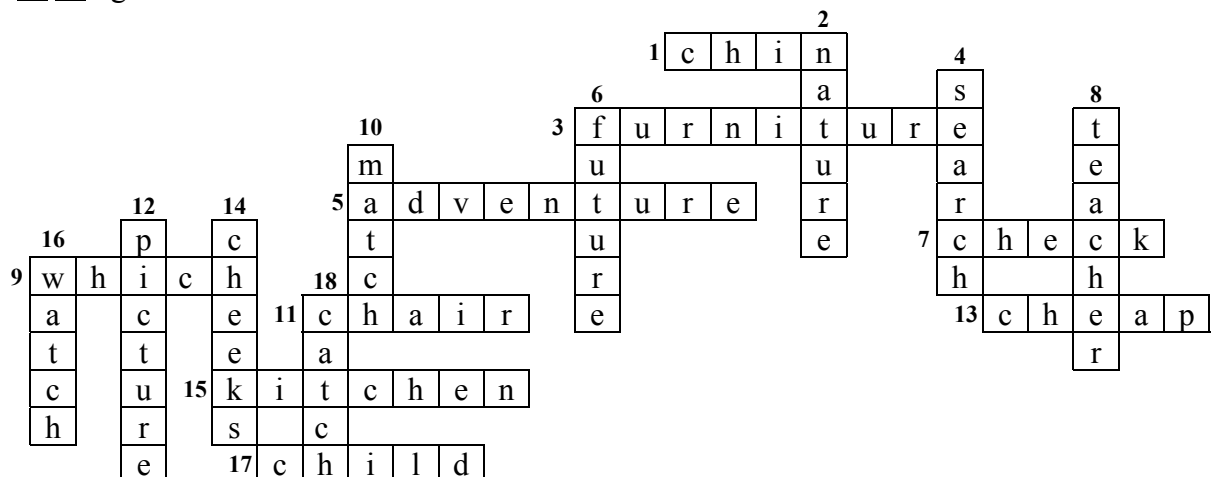 2
1 c h i n 4
6 a s 8
10 3 f u r n i t u r e t
m u u a e
12 14 5 a d v e n t u r e r r a
16 p c t u e 7 c h e c k
9 w h i c h 18 c r h h
a c e 11 c h a i r e 13 c h e a p
t t e a r
c u 15 k i t c h e n
h r s c
e 17 c h i l d